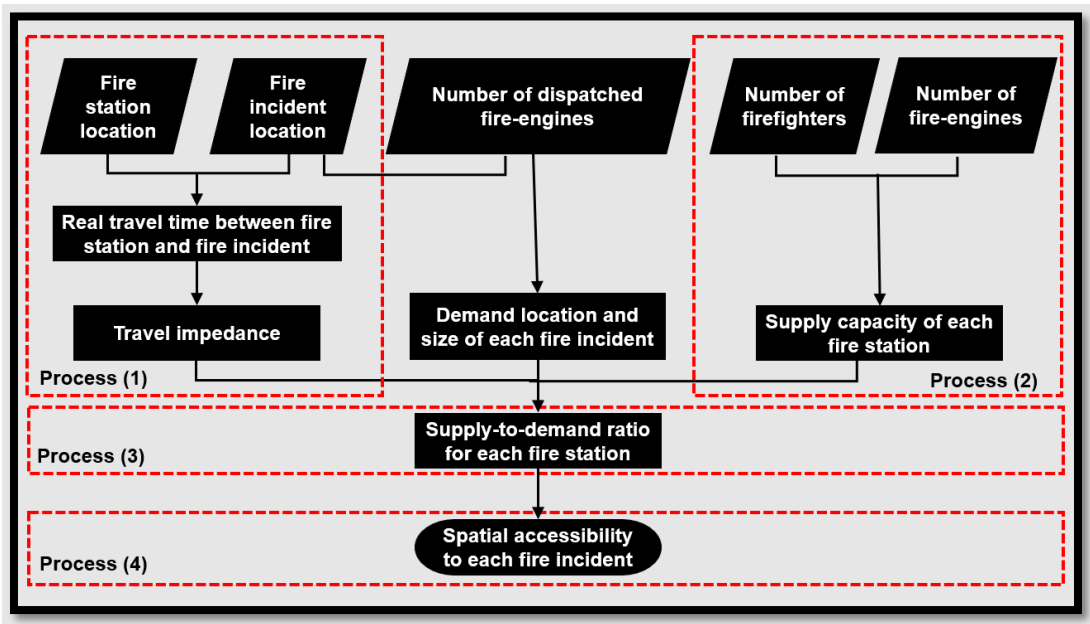 Fire
station
location
Fire
incident
location
Number of dispatched
fire-engines
Number of
firefighters
Number of
fire-engines
Real travel time between fire
station and fire incident
Travel impedance
Demand location and
size of each fire incident
Supply capacity of each
fire station
Process (1)
Process (2)
Supply-to-demand ratio
for each fire station
Process (3)
Spatial accessibility
to each fire incident
Process (4)